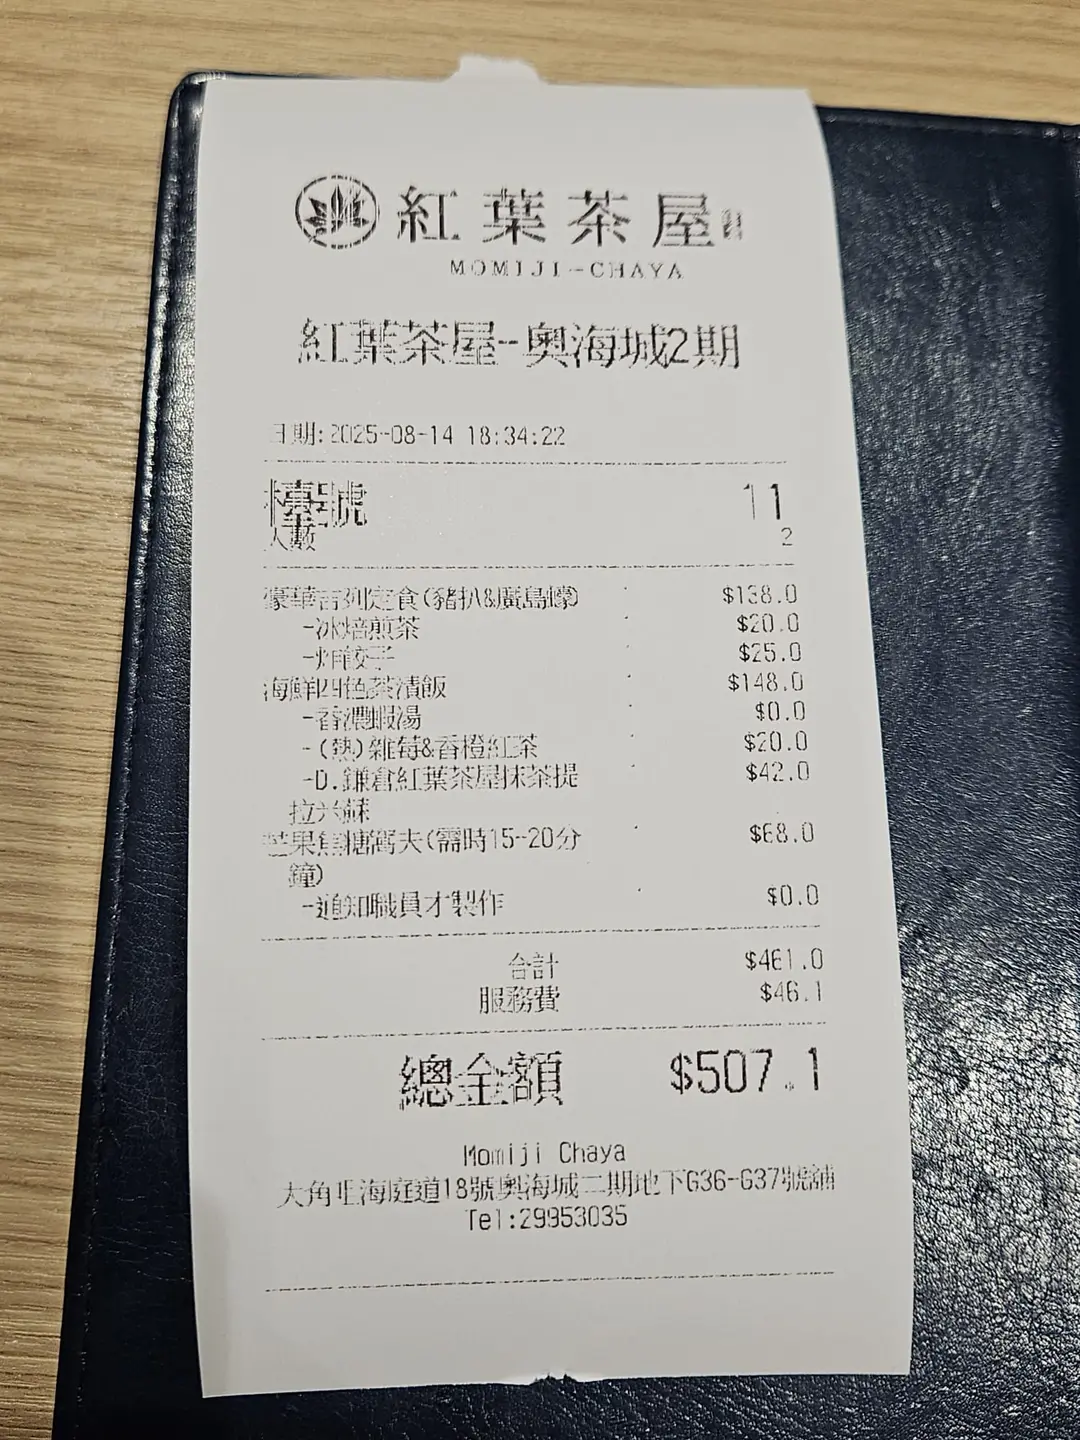 紅葉茶屋
MOMIJI-CHAYA
紅葉茶屋-奧海城2期
日期:2025-08-14 18:34:22
檯號 11
人數 2
豪華吉列定食(豬扒&廣島蠔) $138.0
-冰焙煎茶 $20.0
-炸餃子 $25.0
海鮮四色茶漬飯 $148.0
-香濃蝦湯 $0.0
-(熱)雜莓&香橙紅茶 $20.0
-D.鎌倉紅葉茶屋抹茶提 $42.0
拉米蘇
芒果焦糖窩夫(需時15-20分 $68.0
鐘)
-通知職員才製作 $0.0
合計 $461.0
服務費 $46.1
總金額 $507.1
Momiji Chaya
大角咀海庭道18號奧海城二期地下G36-G37號舖
Tel:29953035